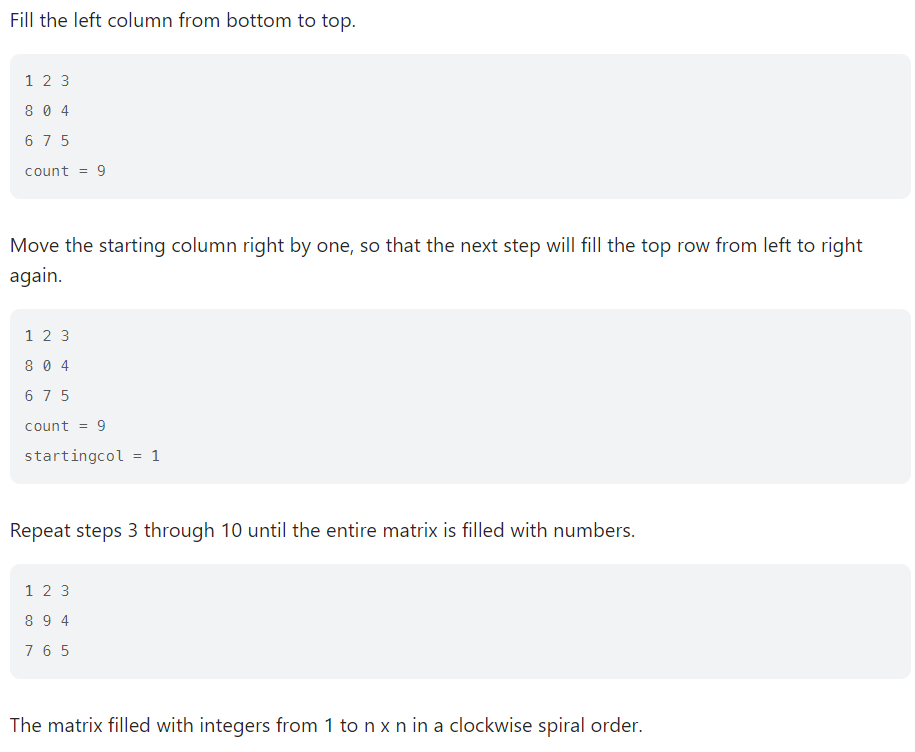 Fill the left column from bottom to top.
1 2 3
8 0 4
6 7 5
count = 9
Move the starting column right by one, so that the next step will fill the top row from left to right
again.
1 2 3
8 0 4
6 7 5
count = 9
startingcol = 1
Repeat steps 3 through 10 until the entire matrix is filled with numbers.
1 2 3
8 9 4
7 6 5
The matrix filled with integers from 1 to n x n in a clockwise spiral order.